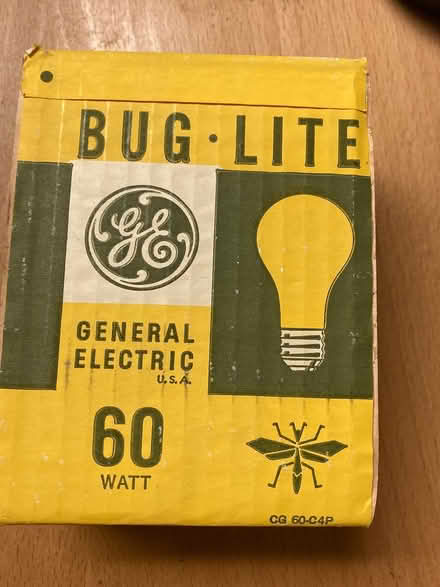 BUG·LITE
GE
GENERAL
ELECTRIC
U.S.A.
60
WATT
CG 60-C4P